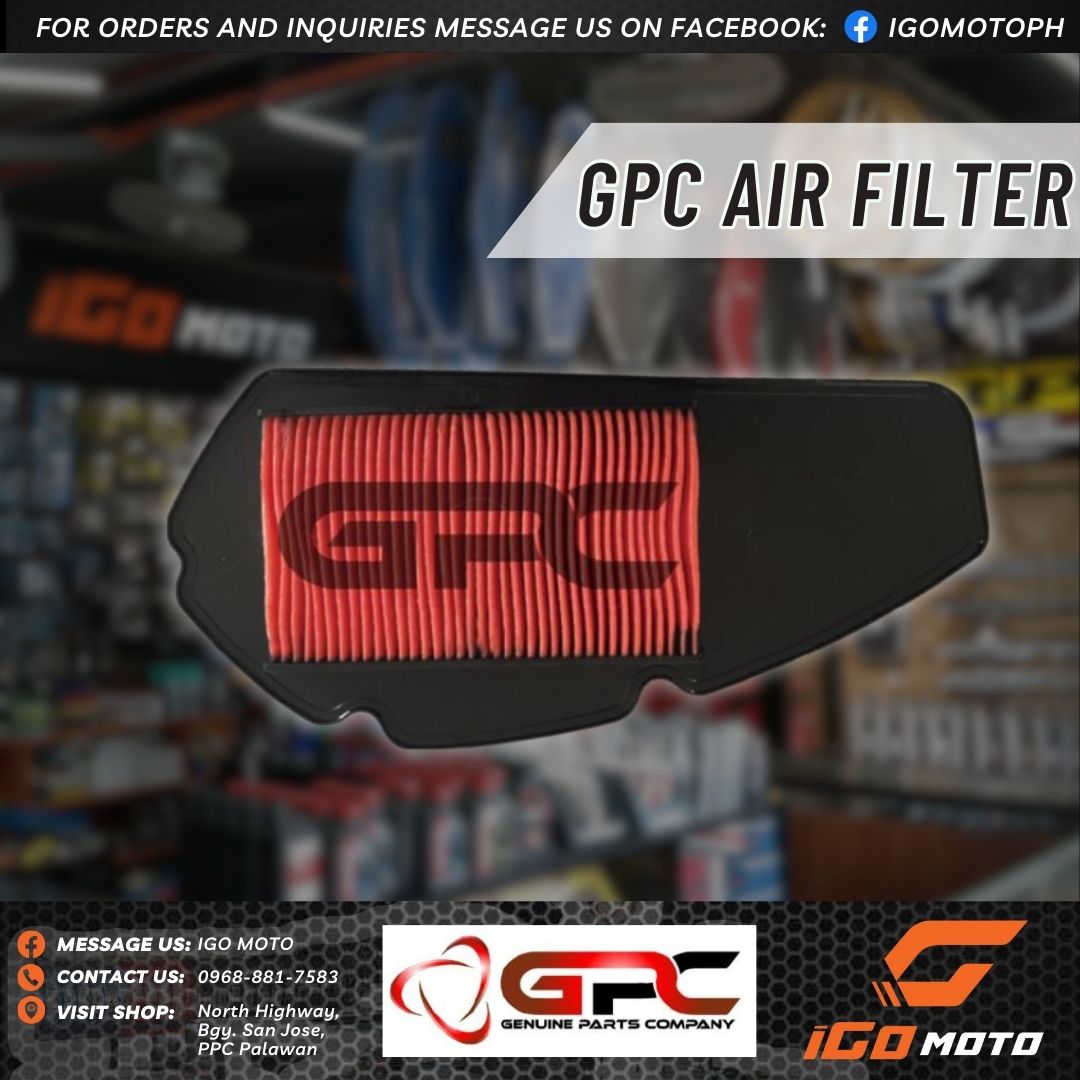 FOR ORDERS AND INQUIRIES MESSAGE US ON FACEBOOK: IGOMOTOPH
GPC AIR FILTER
iGO MOTO
GPC
MESSAGE US: IGO MOTO
CONTACT US: 0968-881-7583
VISIT SHOP: North Highway,
Bgy. San Jose,
PPC Palawan
GPC
GENUINE PARTS COMPANY
iGO MOTO